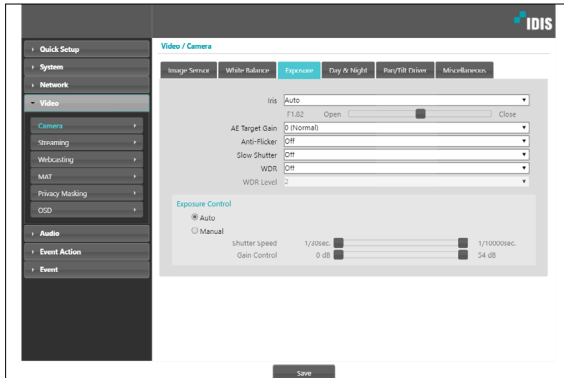 IDIS
Quick Setup
System
Network
Video
Camera
Streaming
Webcasting
MAT
Privacy Masking
OSD
Audio
Event Action
Event
Video / Camera
Image Sensor White Balance Exposure Day & Night Pan/Tilt Driver Miscellaneous
Iris Auto
F1.62 Open Close
AE Target Gain 0 (Normal)
Anti-Flicker Off
Slow Shutter Off
WDR Off
WDR Level 2
Exposure Control
Auto
Manual
Shutter Speed 1/30sec. 1/10000sec.
Gain Control 0 dB 54 dB
Save